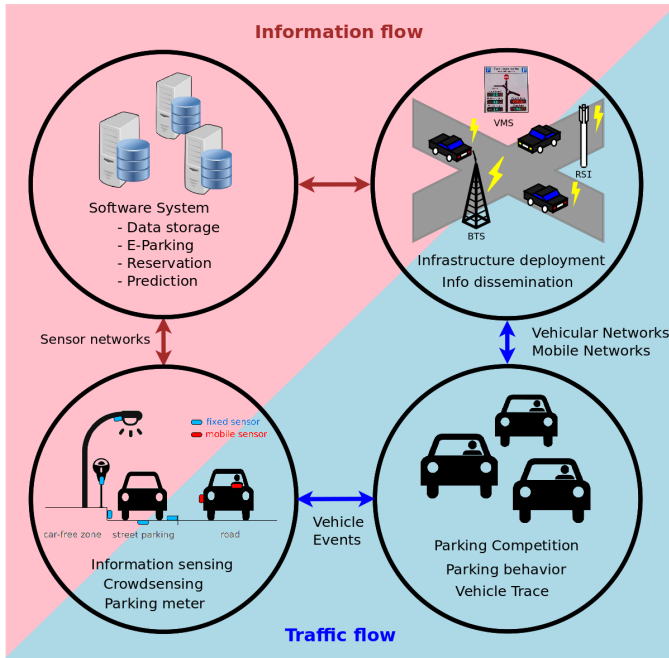 Information flow
VMS
RSI
BTS
Software System
- Data storage
- E-Parking
- Reservation
- Prediction
Infrastructure deployment
Info dissemination
Sensor networks
Vehicular Networks
Mobile Networks
fixed sensor
mobile sensor
car-free zone
street parking
road
Vehicle
Events
Information sensing
Crowdsensing
Parking meter
Parking Competition
Parking behavior
Vehicle Trace
Traffic flow